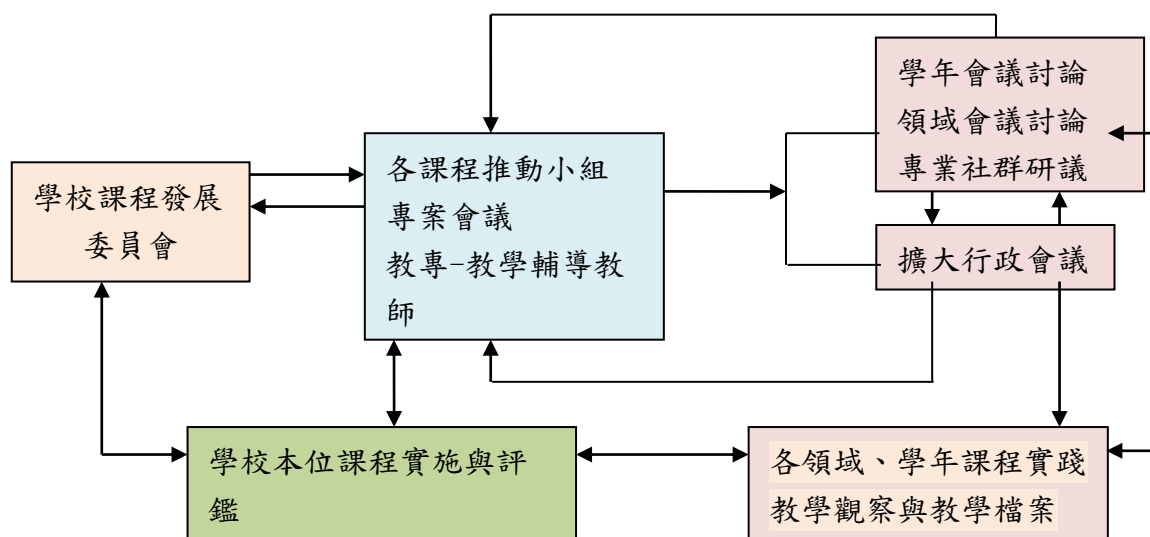 學校課程發展
委員會
各課程推動小組
專案會議
教專-教學輔導教
師
學年會議討論
領域會議討論
專業社群研議
擴大行政會議
學校本位課程實施與評
鑑
各領域、學年課程實踐
教學觀察與教學檔案